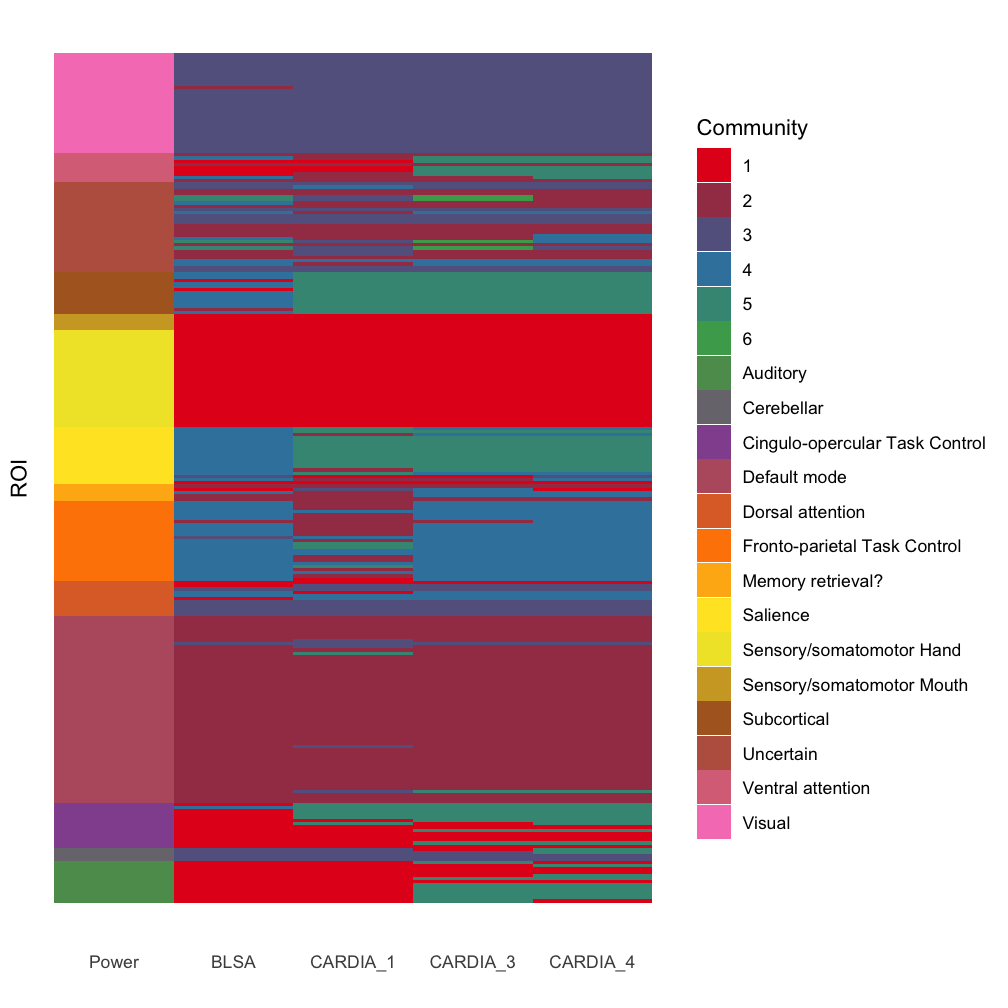 Community
1
2
3
4
5
6
Auditory
Cerebellar
Cingulo-opercular Task Control
Default mode
Dorsal attention
Fronto-parietal Task Control
Memory retrieval?
Salience
Sensory/somatomotor Hand
Sensory/somatomotor Mouth
Subcortical
Uncertain
Ventral attention
Visual
ROI
Power BLSA CARDIA_1 CARDIA_3 CARDIA_4